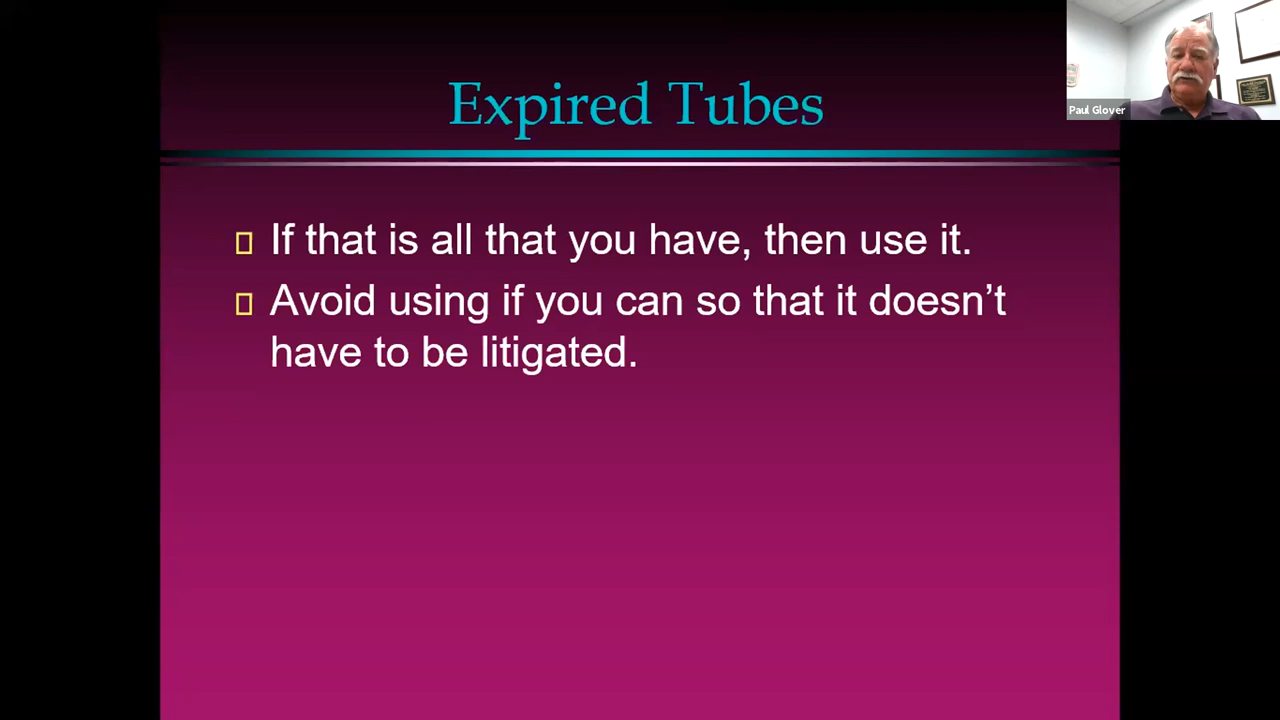 Expired Tubes
If that is all that you have, then use it.
Avoid using if you can so that it doesn't
have to be litigated.
Paul Glover